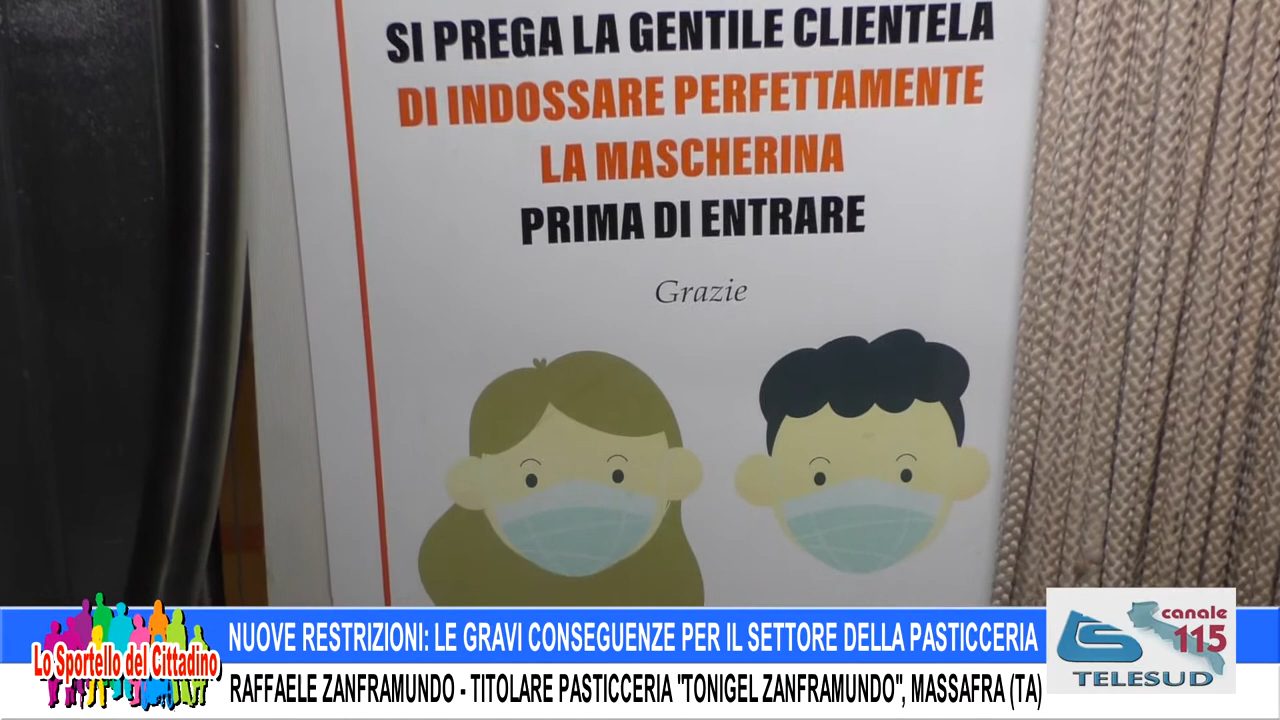 SI PREGA LA GENTILE CLIENTELA
DI INDOSSARE PERFETTAMENTE
LA MASCHERINA
PRIMA DI ENTRARE
Grazie
NUOVE RESTRIZIONI: LE GRAVI CONSEGUENZE PER IL SETTORE DELLA PASTICCERIA
Lo Sportello del Cittadino
RAFFAELE ZANFRAMUNDO - TITOLARE PASTICCERIA "TONIGEL ZANFRAMUNDO", MASSAFRA (TA)
canale
115
TS
TELESUD